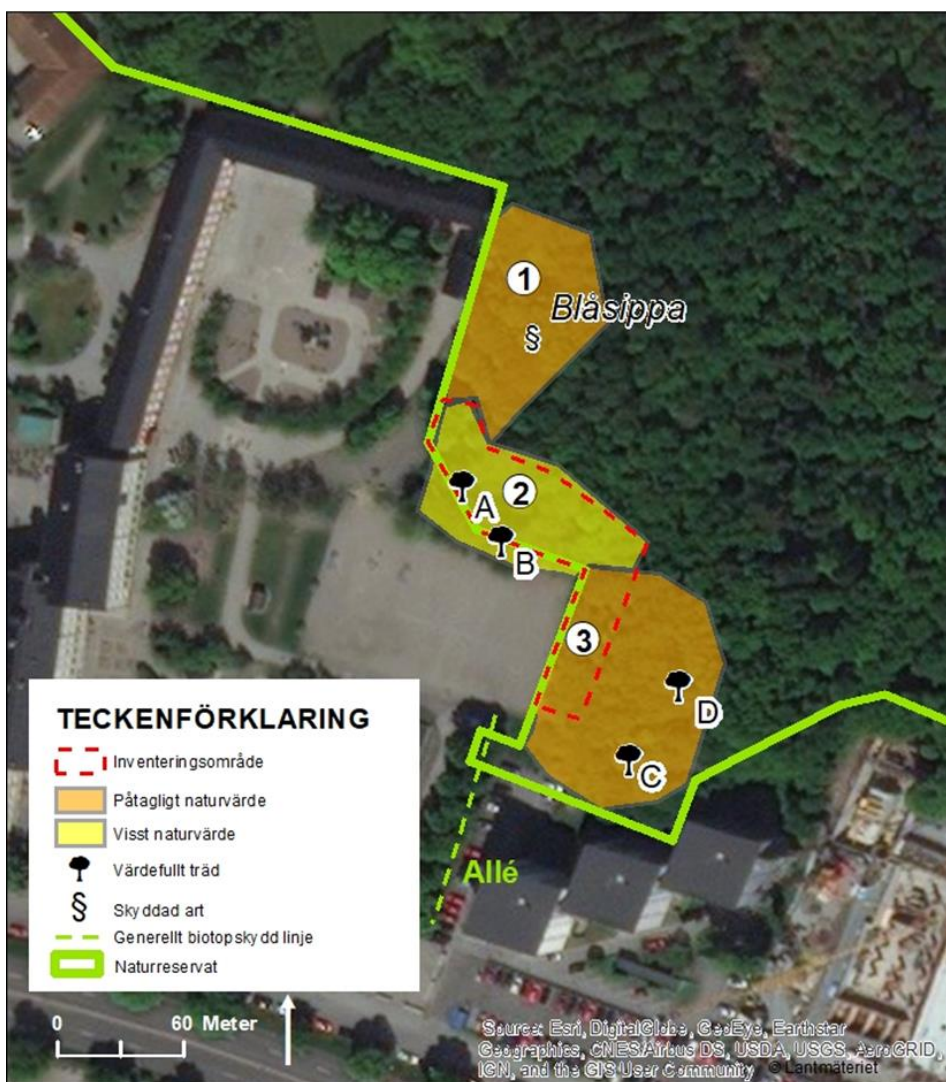 1
Blåsippa
§
2
A
B
3
D
C
Allé
TECKENFÖRKLARING
Inventeringsområde
Påtagligt naturvärde
Visst naturvärde
Värdefullt träd
§ Skyddad art
Generellt biotopskydd linje
Naturreservat
0 60 Meter
Source: Esri, DigitalGlobe, GeoEye, Earthstar
Geographics, CNES/Airbus DS, USDA, USGS, AeroGRID,
IGN, and the GIS User Community © Lantmäteriet